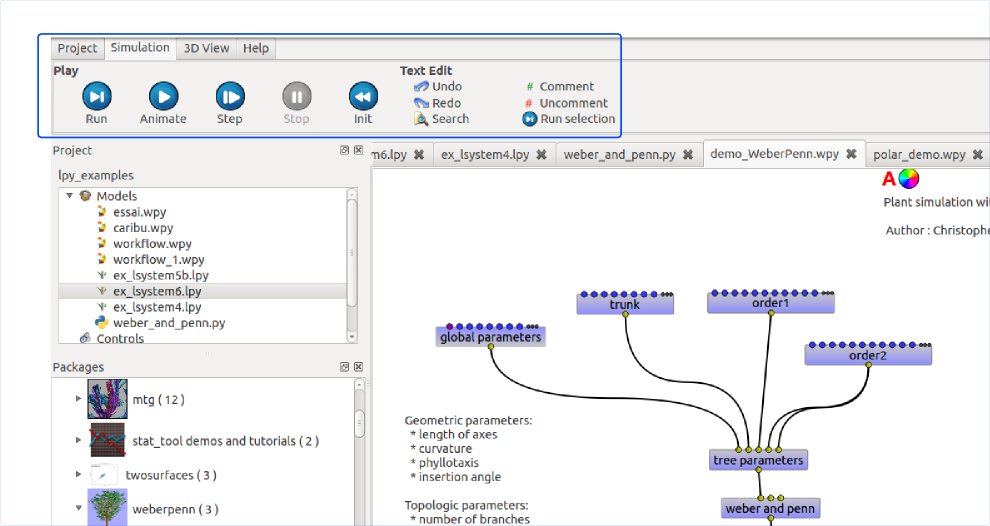 Project Simulation 3D View Help
Play
Run Animate Step Stop Init
Text Edit
Undo # Comment
Redo # Uncomment
Search Run selection
Project
lpy_examples
Models
essai.wpy
caribu.wpy
workflow.wpy
workflow_1.wpy
ex_lsystem5b.lpy
ex_lsystem6.lpy
ex_lsystem4.lpy
weber_and_penn.py
Controls
Packages
mtg ( 12 )
stat_tool demos and tutorials ( 2 )
twosurfaces ( 3 )
weberpenn ( 3 )
m6.lpy ex_lsystem4.lpy weber_and_penn.py demo_WeberPenn.wpy polar_demo.wpy
A
Plant simulation wi
Author : Christophe
trunk
order1
global parameters
order2
Geometric parameters:
* length of axes
* curvature
* phyllotaxis
* insertion angle
tree parameters
Topologic parameters:
* number of branches
weber and penn